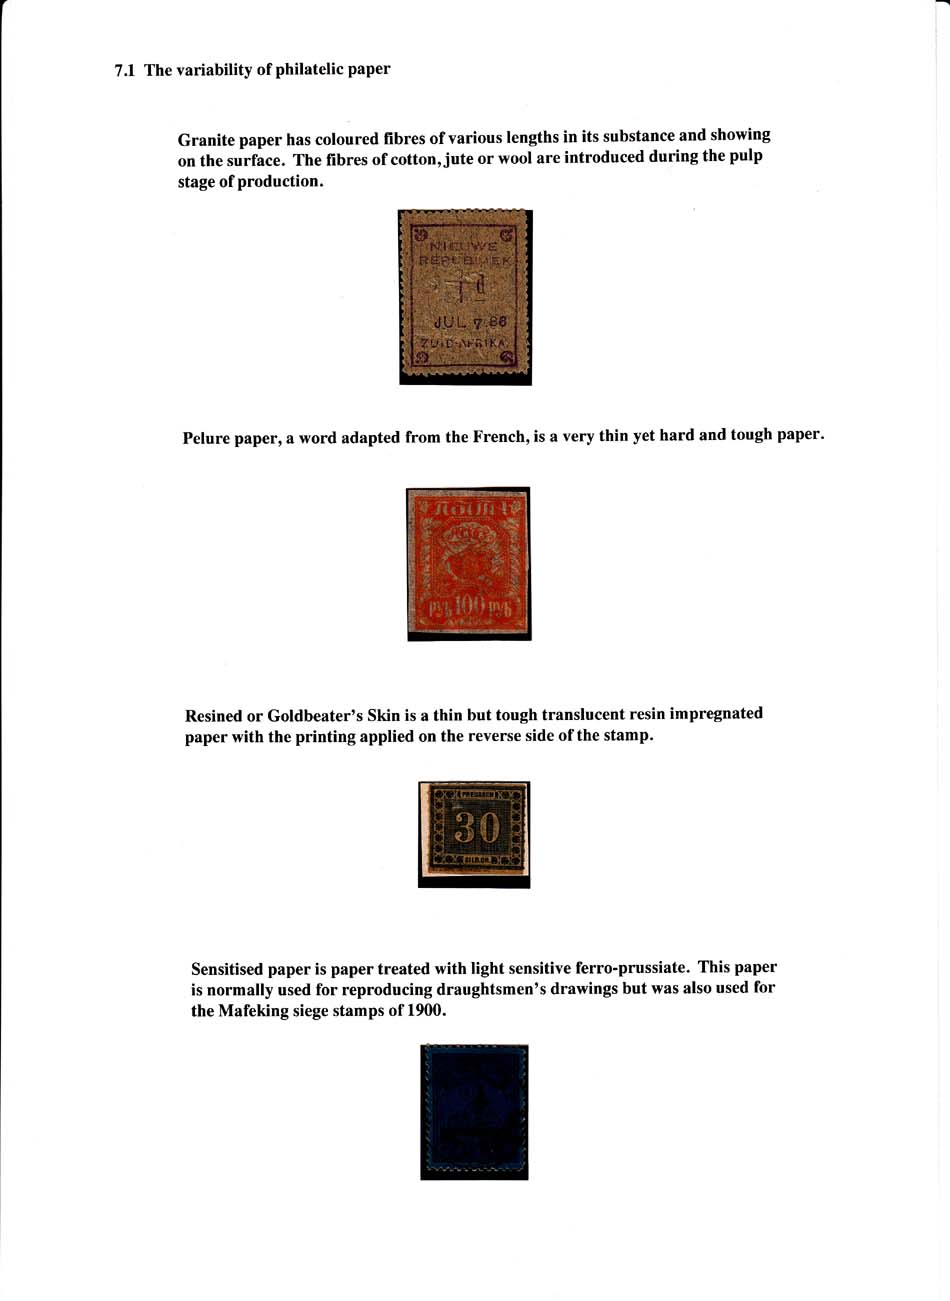 7.1 The variability of philatelic paper
Granite paper has coloured fibres of various lengths in its substance and showing
on the surface. The fibres of cotton, jute or wool are introduced during the pulp
stage of production.
NIEUWE
REPUBLIEK
d
JUL 7 86
ZUID-AFRIKA
Pelure paper, a word adapted from the French, is a very thin yet hard and tough paper.
РУБ 100 РУБ
Resined or Goldbeater's Skin is a thin but tough translucent resin impregnated
paper with the printing applied on the reverse side of the stamp.
PREUSSEN
30
SILB.GR.
Sensitised paper is paper treated with light sensitive ferro-prussiate. This paper
is normally used for reproducing draughtsmen's drawings but was also used for
the Mafeking siege stamps of 1900.